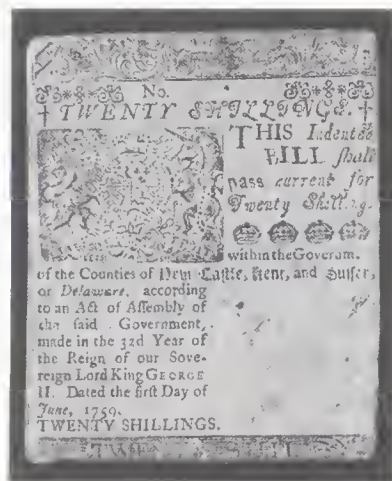 No.
TWENTY SHILLINGS.
THIS Indented
BILL ſhall
paſs current for
Twenty Shillings
within the Governm.
of the Counties of New-Caſtle, Kent, and Suſſex,
on Delaware, according
to an Act of Aſſembly of
the ſaid Government,
made in the 32d Year of
the Reign of our Sove-
reign Lord King GEORGE
II. Dated the firſt Day of
June, 1759.
TWENTY SHILLINGS.